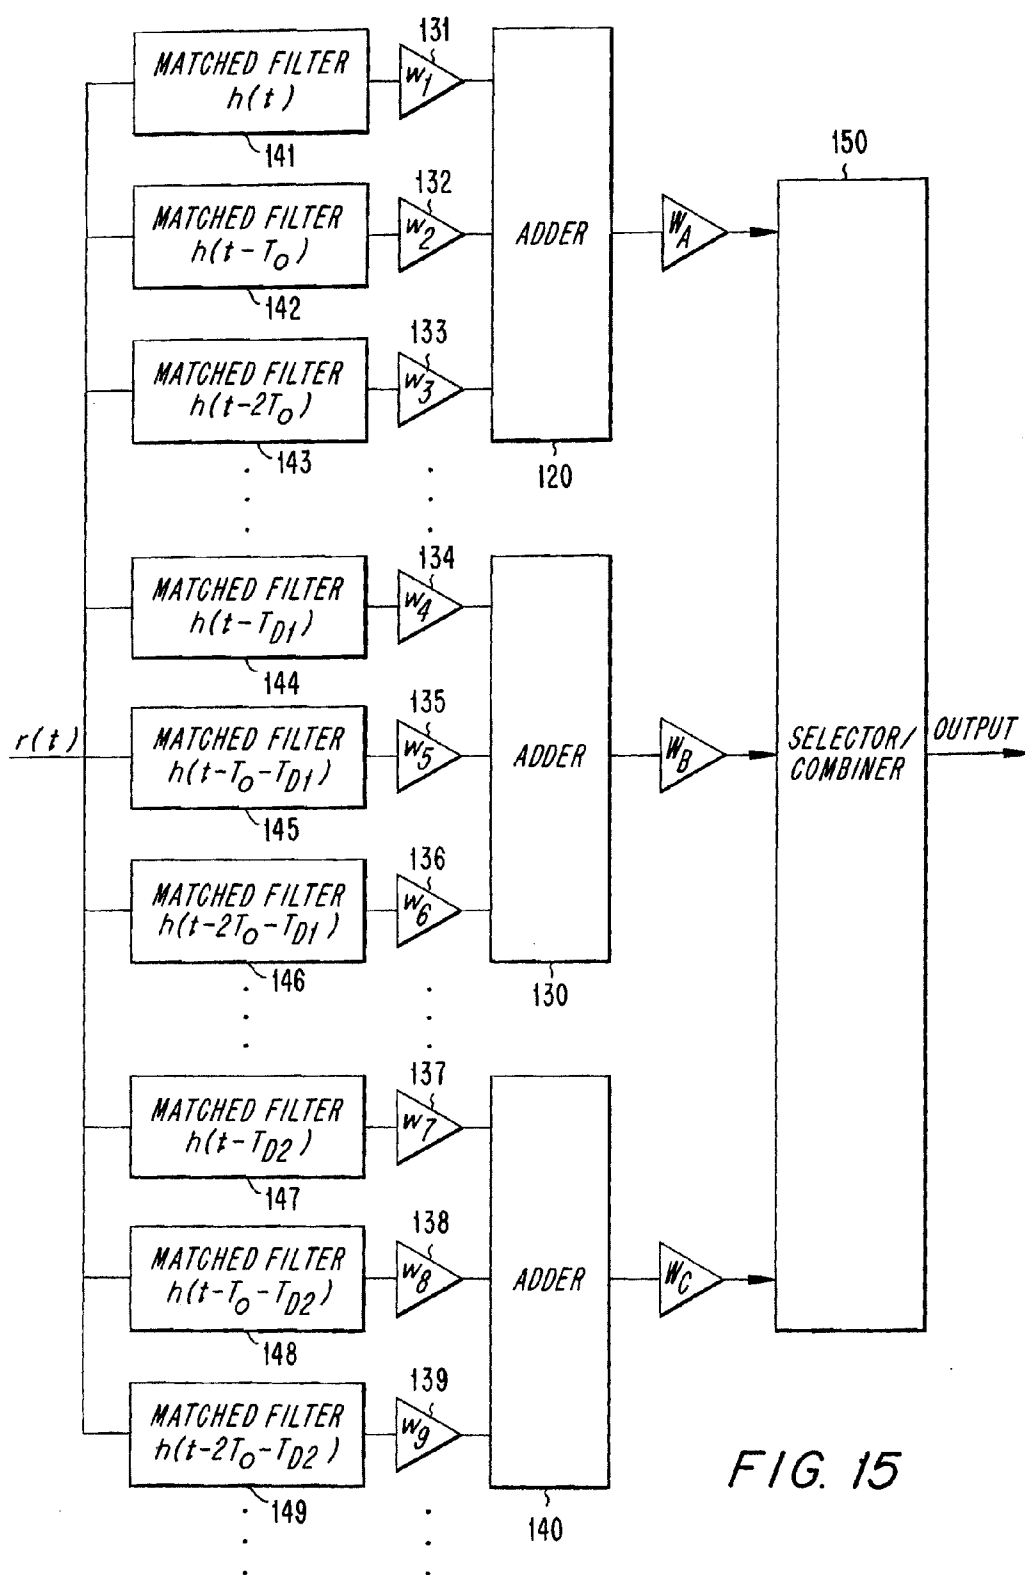 131
MATCHED FILTER
h(t)
w1
141
150
132
MATCHED FILTER
h(t-To)
w2
ADDER
WA
142
133
MATCHED FILTER
h(t-2To)
w3
143
120
134
MATCHED FILTER
h(t-TD1)
w4
144
135
r(t)
MATCHED FILTER
h(t-To-TD1)
w5
ADDER
WB
SELECTOR/
COMBINER
OUTPUT
145
136
MATCHED FILTER
h(t-2To-TD1)
w6
146
130
137
MATCHED FILTER
h(t-TD2)
w7
147
138
MATCHED FILTER
h(t-To-TD2)
w8
ADDER
WC
148
139
MATCHED FILTER
h(t-2To-TD2)
w9
149
140
FIG. 15